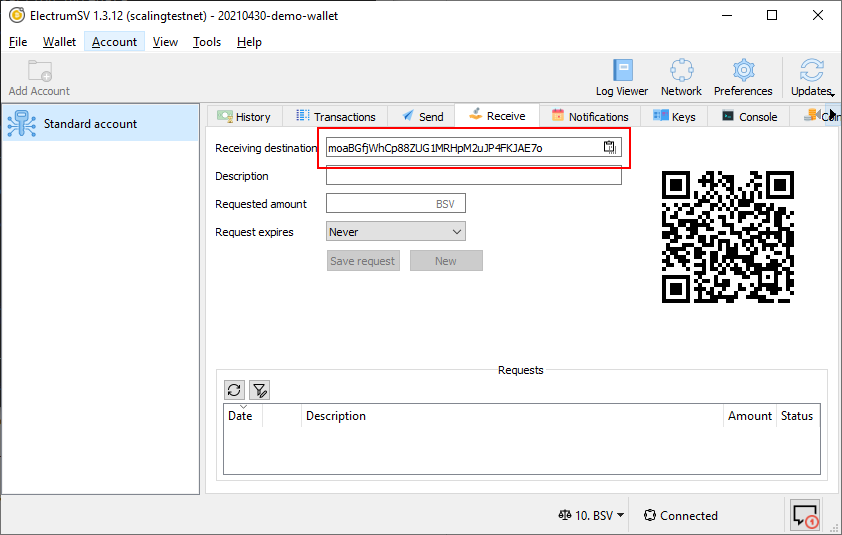 ElectrumSV 1.3.12 (scalingtestnet) - 20210430-demo-wallet
File Wallet Account View Tools Help
Add Account Log Viewer Network Preferences Updates
Standard account
History Transactions Send Receive Notifications Keys Console Coin
Receiving destination moaBGfjWhCp88ZUG1MRHpM2uJP4FKJAE7o
Description
Requested amount BSV
Request expires Never
Save request New
Requests
Date Description Amount Status
10. BSV Connected 1